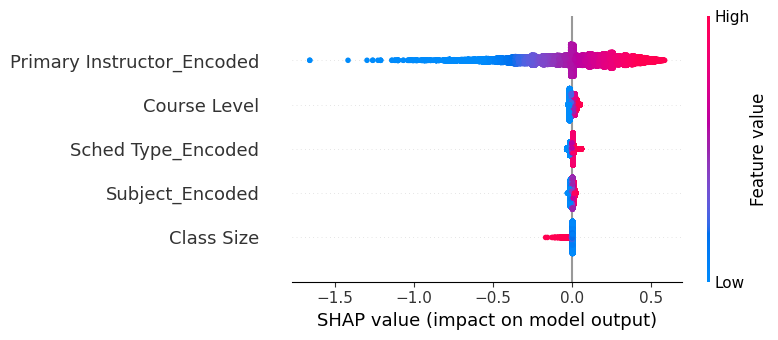 High
Primary Instructor_Encoded
Course Level
Sched Type_Encoded
Subject_Encoded
Class Size
Feature value
Low
−1.5 −1.0 −0.5 0.0 0.5
SHAP value (impact on model output)